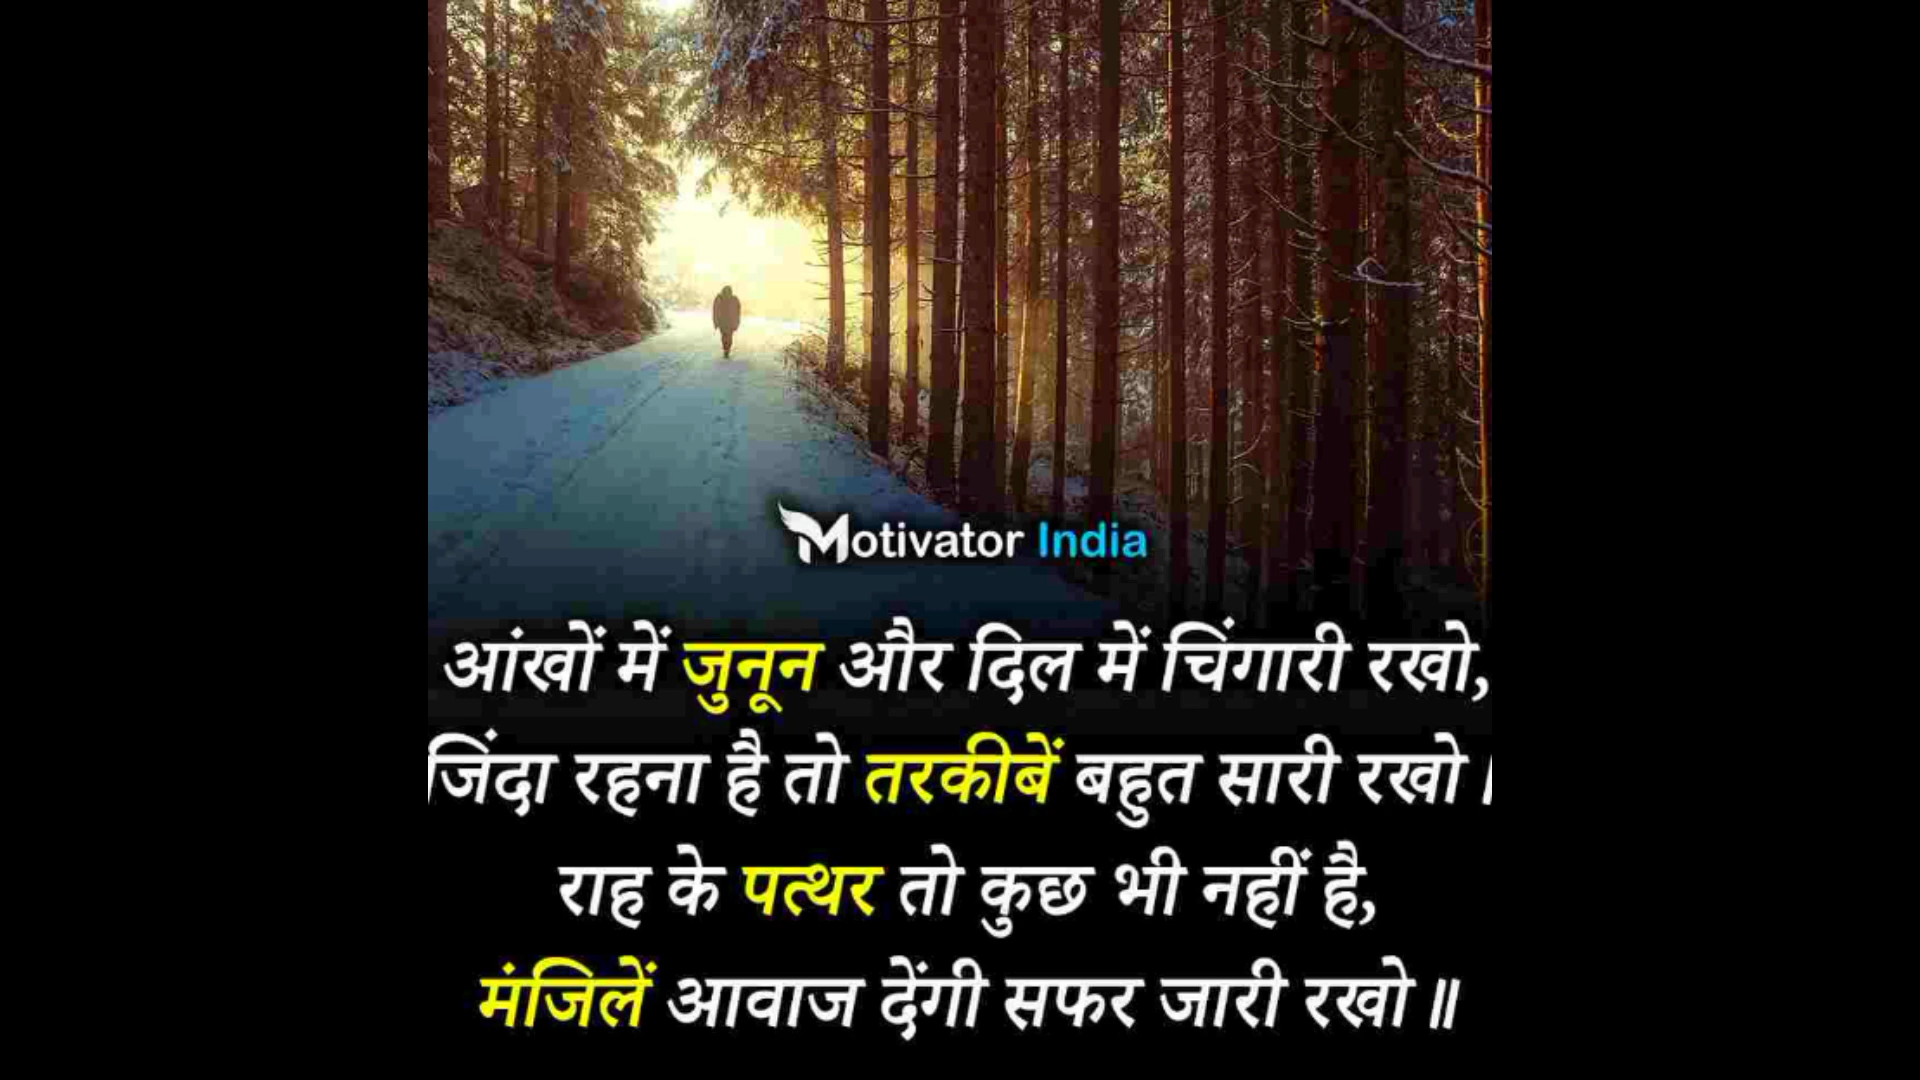 Motivator India
आंखों में जुनून और दिल में चिंगारी रखो,
जिंदा रहना है तो तरकीबें बहुत सारी रखो।
राह के पत्थर तो कुछ भी नहीं है,
मंजिलें आवाज देंगी सफर जारी रखो॥